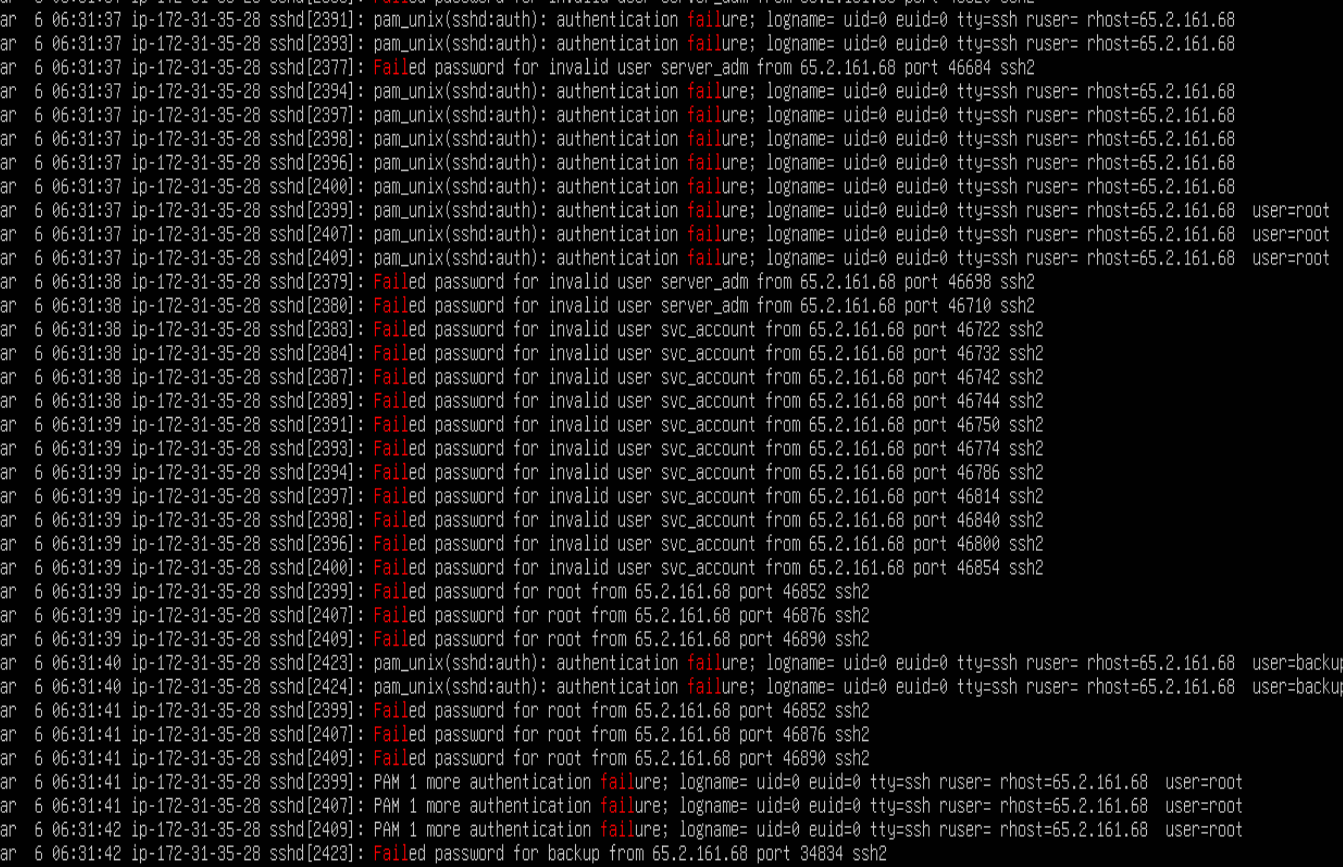 ar  6 06:31:37 ip-172-31-35-28 sshd[2391]: pam_unix(sshd:auth): authentication failure; logname= uid=0 euid=0 tty=ssh ruser= rhost=65.2.161.68
ar  6 06:31:37 ip-172-31-35-28 sshd[2393]: pam_unix(sshd:auth): authentication failure; logname= uid=0 euid=0 tty=ssh ruser= rhost=65.2.161.68
ar  6 06:31:37 ip-172-31-35-28 sshd[2377]: Failed password for invalid user server_adm from 65.2.161.68 port 46684 ssh2
ar  6 06:31:37 ip-172-31-35-28 sshd[2394]: pam_unix(sshd:auth): authentication failure; logname= uid=0 euid=0 tty=ssh ruser= rhost=65.2.161.68
ar  6 06:31:37 ip-172-31-35-28 sshd[2397]: pam_unix(sshd:auth): authentication failure; logname= uid=0 euid=0 tty=ssh ruser= rhost=65.2.161.68
ar  6 06:31:37 ip-172-31-35-28 sshd[2398]: pam_unix(sshd:auth): authentication failure; logname= uid=0 euid=0 tty=ssh ruser= rhost=65.2.161.68
ar  6 06:31:37 ip-172-31-35-28 sshd[2396]: pam_unix(sshd:auth): authentication failure; logname= uid=0 euid=0 tty=ssh ruser= rhost=65.2.161.68
ar  6 06:31:37 ip-172-31-35-28 sshd[2400]: pam_unix(sshd:auth): authentication failure; logname= uid=0 euid=0 tty=ssh ruser= rhost=65.2.161.68
ar  6 06:31:37 ip-172-31-35-28 sshd[2399]: pam_unix(sshd:auth): authentication failure; logname= uid=0 euid=0 tty=ssh ruser= rhost=65.2.161.68  user=root
ar  6 06:31:37 ip-172-31-35-28 sshd[2407]: pam_unix(sshd:auth): authentication failure; logname= uid=0 euid=0 tty=ssh ruser= rhost=65.2.161.68  user=root
ar  6 06:31:37 ip-172-31-35-28 sshd[2409]: pam_unix(sshd:auth): authentication failure; logname= uid=0 euid=0 tty=ssh ruser= rhost=65.2.161.68  user=root
ar  6 06:31:38 ip-172-31-35-28 sshd[2379]: Failed password for invalid user server_adm from 65.2.161.68 port 46698 ssh2
ar  6 06:31:38 ip-172-31-35-28 sshd[2380]: Failed password for invalid user server_adm from 65.2.161.68 port 46710 ssh2
ar  6 06:31:38 ip-172-31-35-28 sshd[2383]: Failed password for invalid user svc_account from 65.2.161.68 port 46722 ssh2
ar  6 06:31:38 ip-172-31-35-28 sshd[2384]: Failed password for invalid user svc_account from 65.2.161.68 port 46732 ssh2
ar  6 06:31:38 ip-172-31-35-28 sshd[2387]: Failed password for invalid user svc_account from 65.2.161.68 port 46742 ssh2
ar  6 06:31:38 ip-172-31-35-28 sshd[2389]: Failed password for invalid user svc_account from 65.2.161.68 port 46744 ssh2
ar  6 06:31:39 ip-172-31-35-28 sshd[2391]: Failed password for invalid user svc_account from 65.2.161.68 port 46750 ssh2
ar  6 06:31:39 ip-172-31-35-28 sshd[2393]: Failed password for invalid user svc_account from 65.2.161.68 port 46774 ssh2
ar  6 06:31:39 ip-172-31-35-28 sshd[2394]: Failed password for invalid user svc_account from 65.2.161.68 port 46786 ssh2
ar  6 06:31:39 ip-172-31-35-28 sshd[2397]: Failed password for invalid user svc_account from 65.2.161.68 port 46814 ssh2
ar  6 06:31:39 ip-172-31-35-28 sshd[2398]: Failed password for invalid user svc_account from 65.2.161.68 port 46840 ssh2
ar  6 06:31:39 ip-172-31-35-28 sshd[2396]: Failed password for invalid user svc_account from 65.2.161.68 port 46800 ssh2
ar  6 06:31:39 ip-172-31-35-28 sshd[2400]: Failed password for invalid user svc_account from 65.2.161.68 port 46854 ssh2
ar  6 06:31:39 ip-172-31-35-28 sshd[2399]: Failed password for root from 65.2.161.68 port 46852 ssh2
ar  6 06:31:39 ip-172-31-35-28 sshd[2407]: Failed password for root from 65.2.161.68 port 46876 ssh2
ar  6 06:31:39 ip-172-31-35-28 sshd[2409]: Failed password for root from 65.2.161.68 port 46890 ssh2
ar  6 06:31:40 ip-172-31-35-28 sshd[2423]: pam_unix(sshd:auth): authentication failure; logname= uid=0 euid=0 tty=ssh ruser= rhost=65.2.161.68  user=backup
ar  6 06:31:40 ip-172-31-35-28 sshd[2424]: pam_unix(sshd:auth): authentication failure; logname= uid=0 euid=0 tty=ssh ruser= rhost=65.2.161.68  user=backup
ar  6 06:31:41 ip-172-31-35-28 sshd[2399]: Failed password for root from 65.2.161.68 port 46852 ssh2
ar  6 06:31:41 ip-172-31-35-28 sshd[2407]: Failed password for root from 65.2.161.68 port 46876 ssh2
ar  6 06:31:41 ip-172-31-35-28 sshd[2409]: Failed password for root from 65.2.161.68 port 46890 ssh2
ar  6 06:31:41 ip-172-31-35-28 sshd[2399]: PAM 1 more authentication failure; logname= uid=0 euid=0 tty=ssh ruser= rhost=65.2.161.68  user=root
ar  6 06:31:41 ip-172-31-35-28 sshd[2407]: PAM 1 more authentication failure; logname= uid=0 euid=0 tty=ssh ruser= rhost=65.2.161.68  user=root
ar  6 06:31:42 ip-172-31-35-28 sshd[2409]: PAM 1 more authentication failure; logname= uid=0 euid=0 tty=ssh ruser= rhost=65.2.161.68  user=root
ar  6 06:31:42 ip-172-31-35-28 sshd[2423]: Failed password for backup from 65.2.161.68 port 34834 ssh2